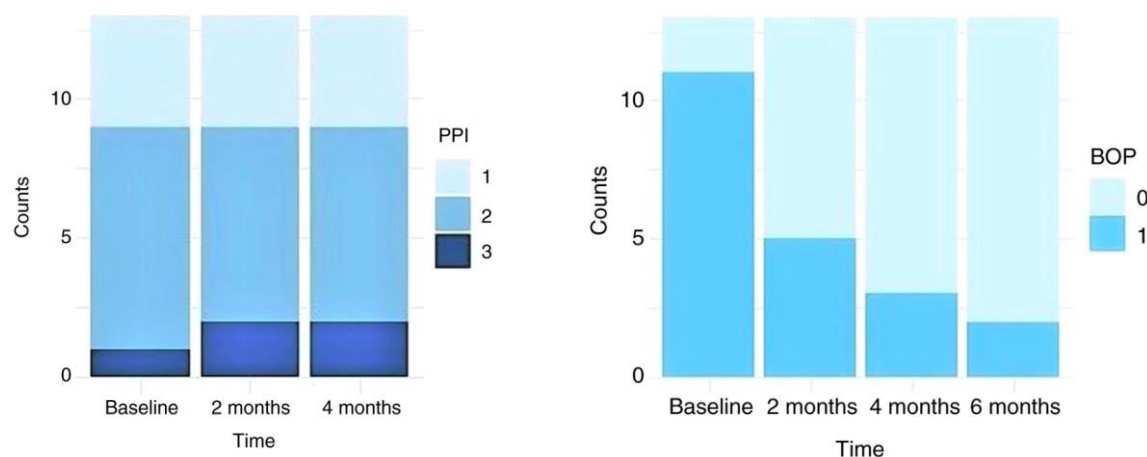 10
5
0
Counts
Baseline 2 months 4 months
Time
PPI
1
2
3
10
5
0
Counts
Baseline 2 months 4 months 6 months
Time
BOP
0
1